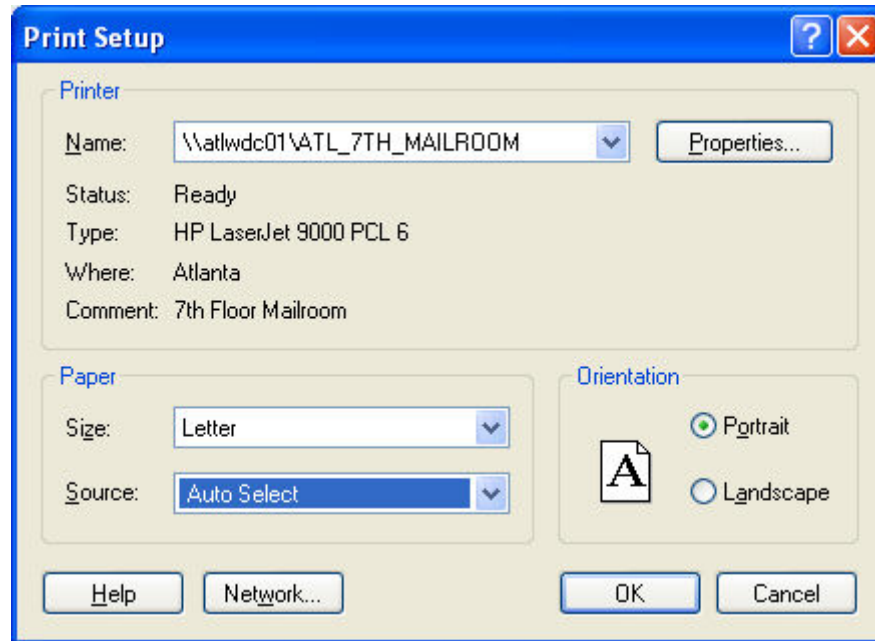 Print Setup
Printer
Name: \\atlwdc01\ATL_7TH_MAILROOM Properties...
Status: Ready
Type: HP LaserJet 9000 PCL 6
Where: Atlanta
Comment: 7th Floor Mailroom
Paper
Size: Letter
Source: Auto Select
Orientation
A
Portrait
Landscape
Help Network... OK Cancel